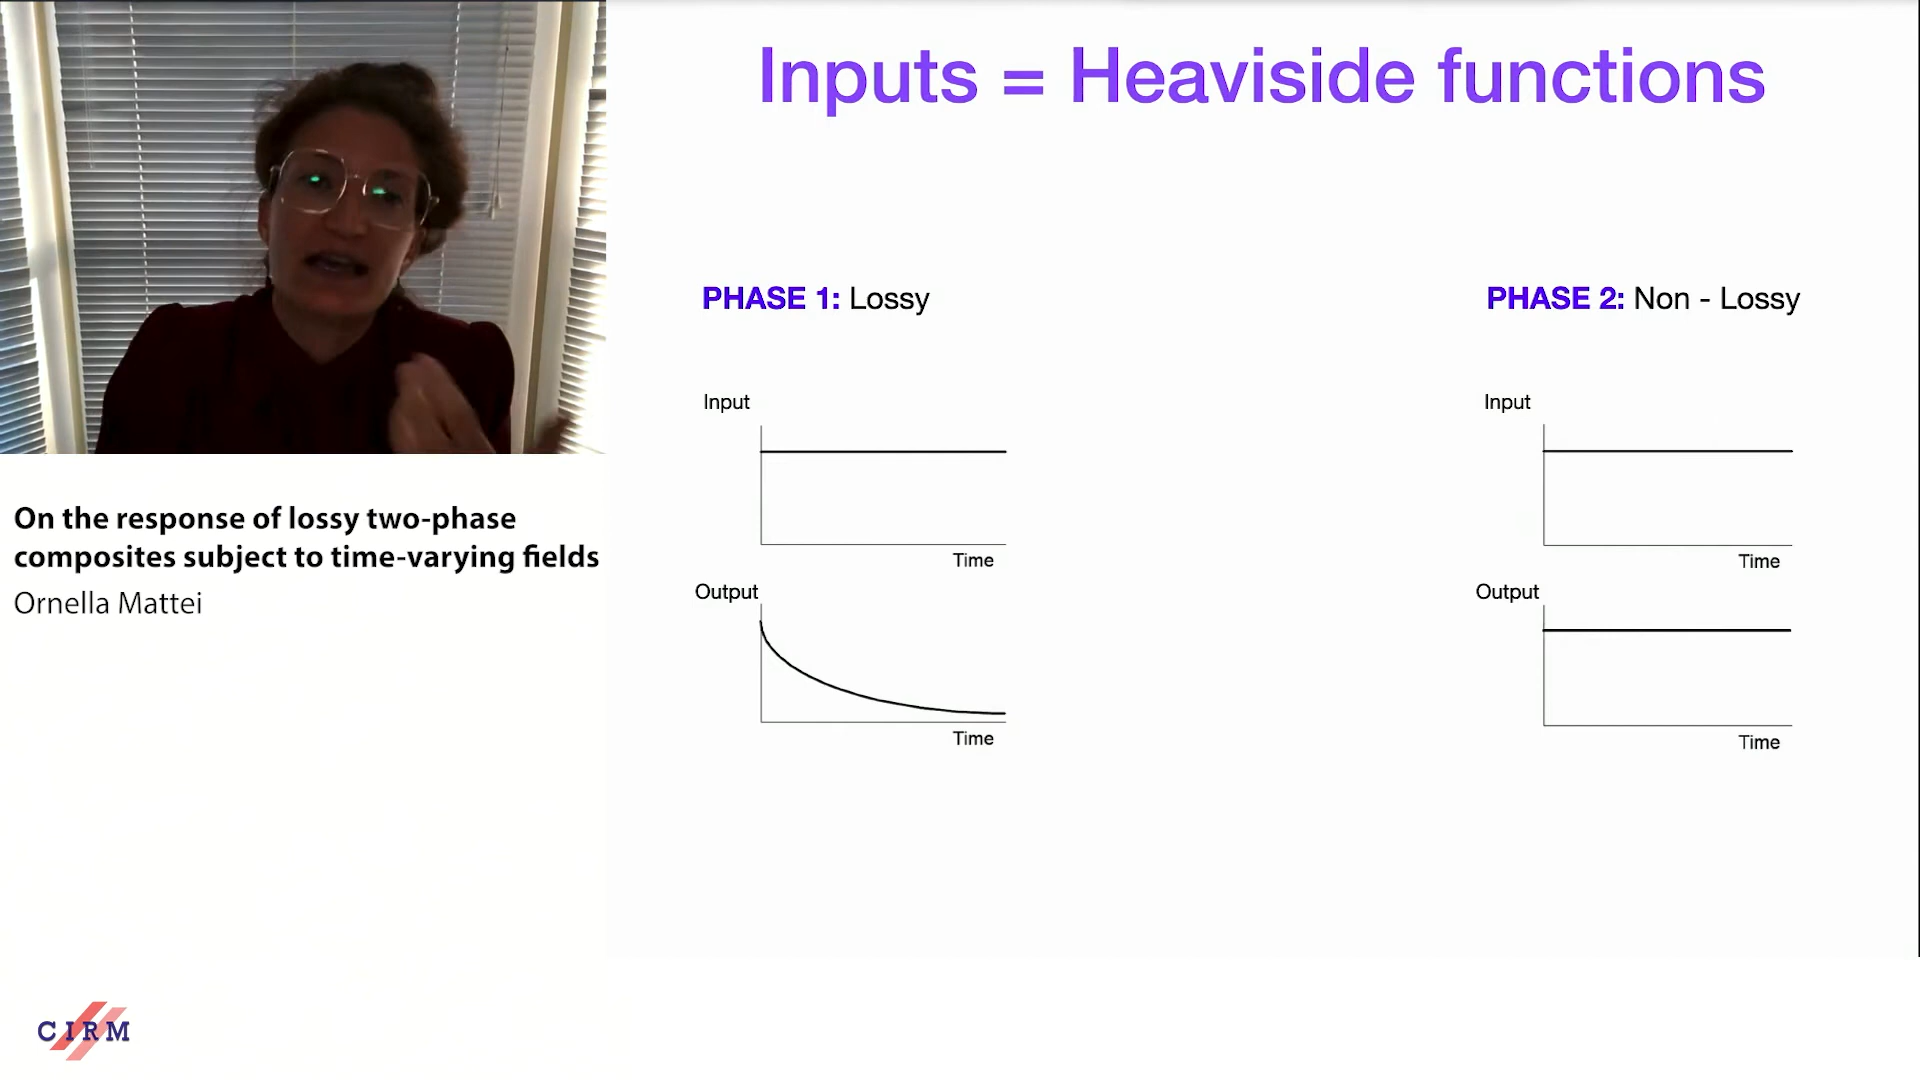 Inputs = Heaviside functions
PHASE 1: Lossy
PHASE 2: Non - Lossy
Input
Time
Output
Time
Input
Time
Output
Time
On the response of lossy two-phase
composites subject to time-varying fields
Ornella Mattei
CIRM